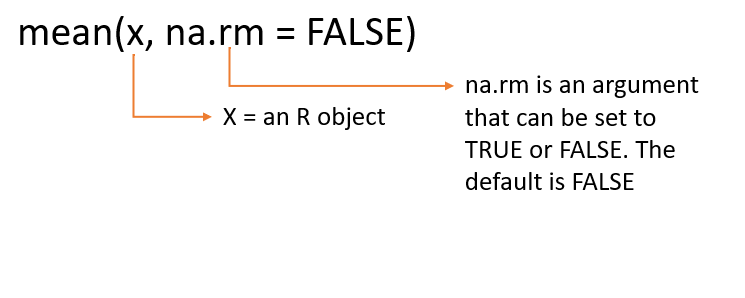 mean(x, na.rm = FALSE)
X = an R object
na.rm is an argument
that can be set to
TRUE or FALSE. The
default is FALSE